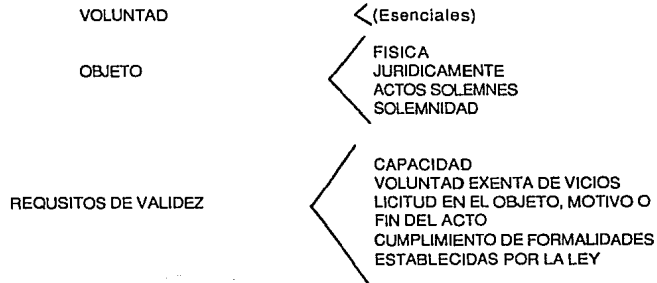 VOLUNTAD
(Esenciales)
OBJETO
FISICA
JURIDICAMENTE
ACTOS SOLEMNES
SOLEMNIDAD
REQUSITOS DE VALIDEZ
CAPACIDAD
VOLUNTAD EXENTA DE VICIOS
LICITUD EN EL OBJETO, MOTIVO O
FIN DEL ACTO
CUMPLIMIENTO DE FORMALIDADES
ESTABLECIDAS POR LA LEY